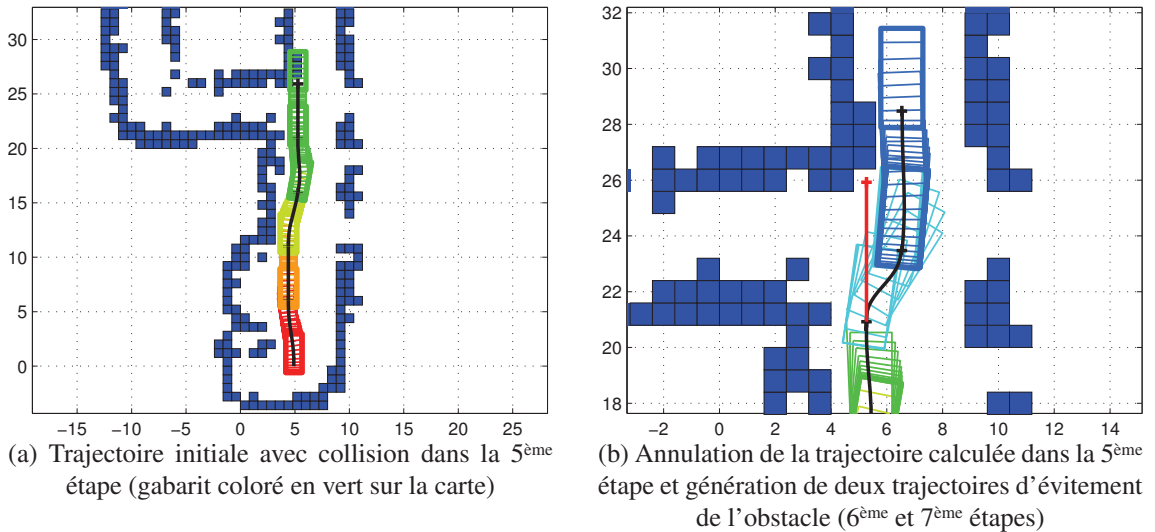 30
25
20
15
10
5
0
−15 −10 −5 0 5 10 15 20 25
(a) Trajectoire initiale avec collision dans la 5ème
étape (gabarit coloré en vert sur la carte)
32
30
28
26
24
22
20
18
−2 0 2 4 6 8 10 12 14
(b) Annulation de la trajectoire calculée dans la 5ème
étape et génération de deux trajectoires d’évitement
de l’obstacle (6ème et 7ème étapes)